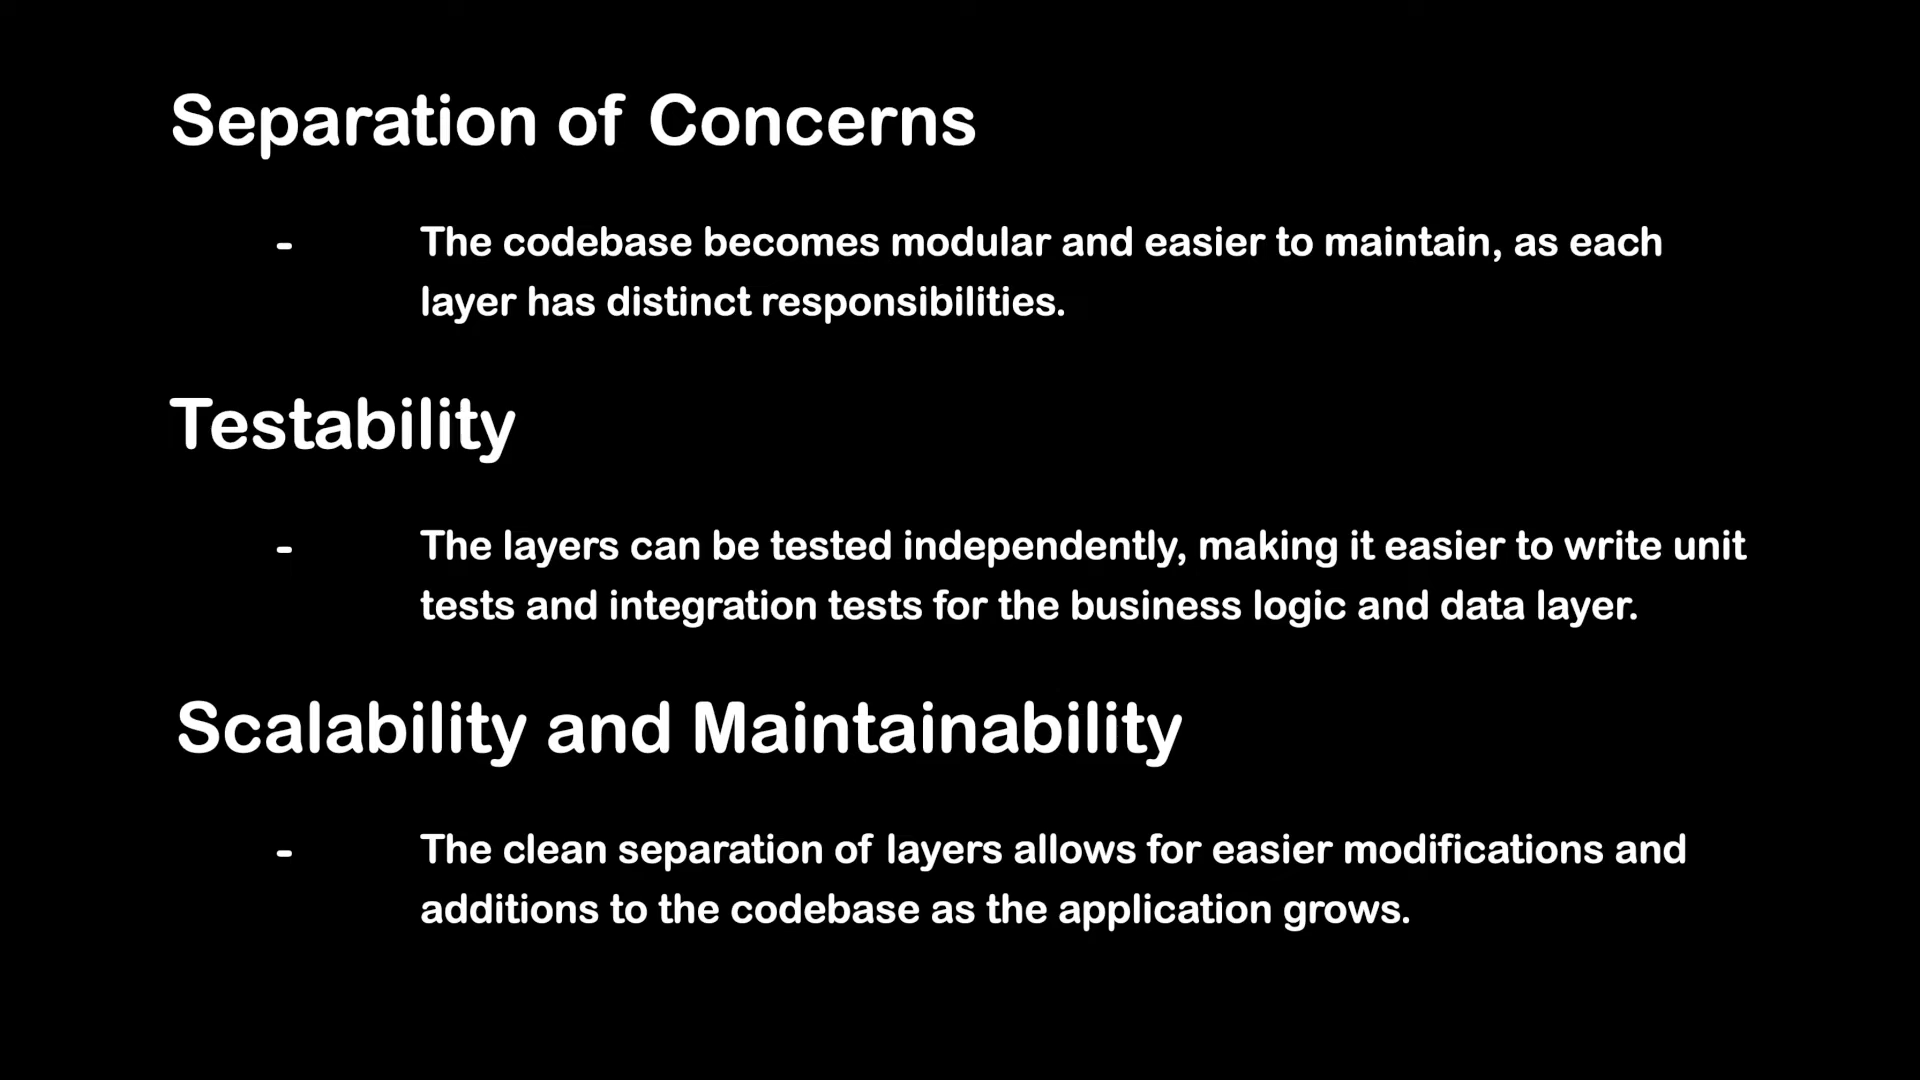 Separation of Concerns
- The codebase becomes modular and easier to maintain, as each
layer has distinct responsibilities.
Testability
- The layers can be tested independently, making it easier to write unit
tests and integration tests for the business logic and data layer.
Scalability and Maintainability
- The clean separation of layers allows for easier modifications and
additions to the codebase as the application grows.